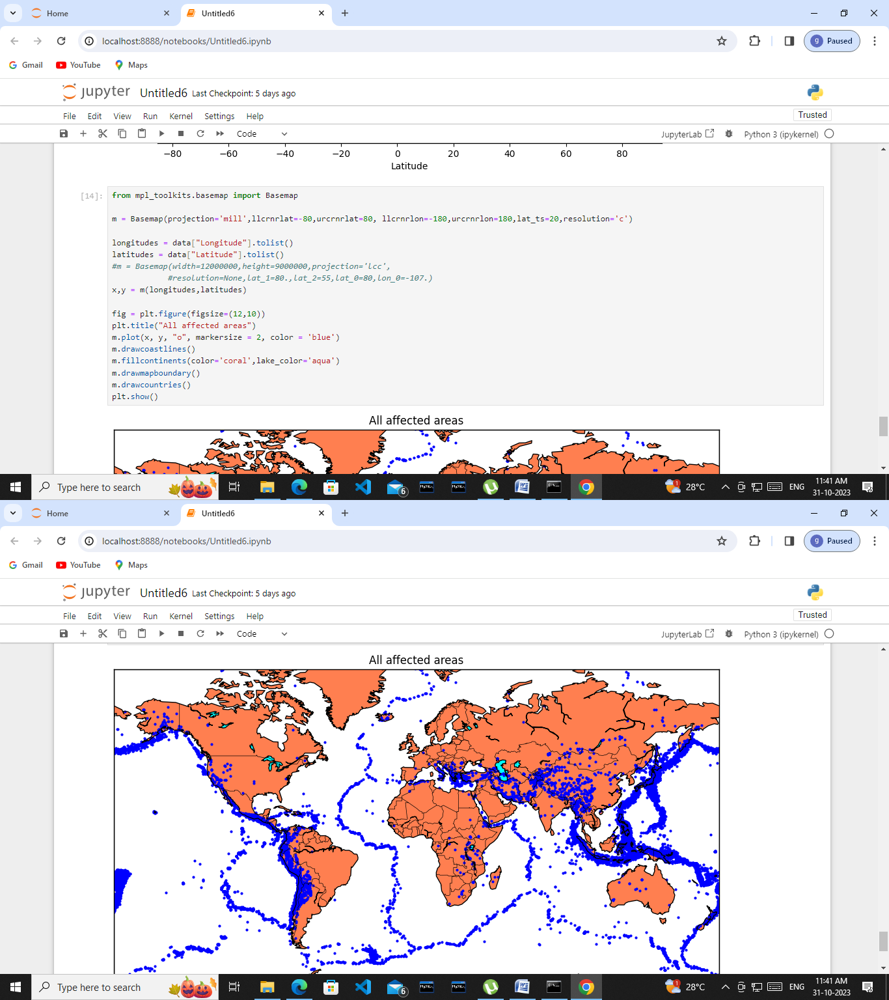 Home
Untitled6
localhost:8888/notebooks/Untitled6.ipynb
g Paused
Gmail YouTube Maps
jupyter Untitled6 Last Checkpoint: 5 days ago
File Edit View Run Kernel Settings Help
Trusted
Code
JupyterLab Python 3 (ipykernel)
−80 −60 −40 −20 0 20 40 60 80
Latitude
[14]:
from mpl_toolkits.basemap import Basemap
m = Basemap(projection='mill',llcrnrlat=-80,urcrnrlat=80, llcrnrlon=-180,urcrnrlon=180,lat_ts=20,resolution='c')
longitudes = data["Longitude"].tolist()
latitudes = data["Latitude"].tolist()
#m = Basemap(width=12000000,height=9000000,projection='lcc',
#resolution=None,lat_1=80.,lat_2=55,lat_0=80,lon_0=-107.)
x,y = m(longitudes,latitudes)
fig = plt.figure(figsize=(12,10))
plt.title("All affected areas")
m.plot(x, y, "o", markersize = 2, color = 'blue')
m.drawcoastlines()
m.fillcontinents(color='coral',lake_color='aqua')
m.drawmapboundary()
m.drawcountries()
plt.show()
All affected areas
Type here to search
6
MySQL
MySQL
1
28°C
ENG
11:41 AM
31-10-2023
Home
Untitled6
localhost:8888/notebooks/Untitled6.ipynb
g Paused
Gmail YouTube Maps
jupyter Untitled6 Last Checkpoint: 5 days ago
File Edit View Run Kernel Settings Help
Trusted
Code
JupyterLab Python 3 (ipykernel)
All affected areas
Type here to search
6
MySQL
MySQL
1
28°C
ENG
11:41 AM
31-10-2023